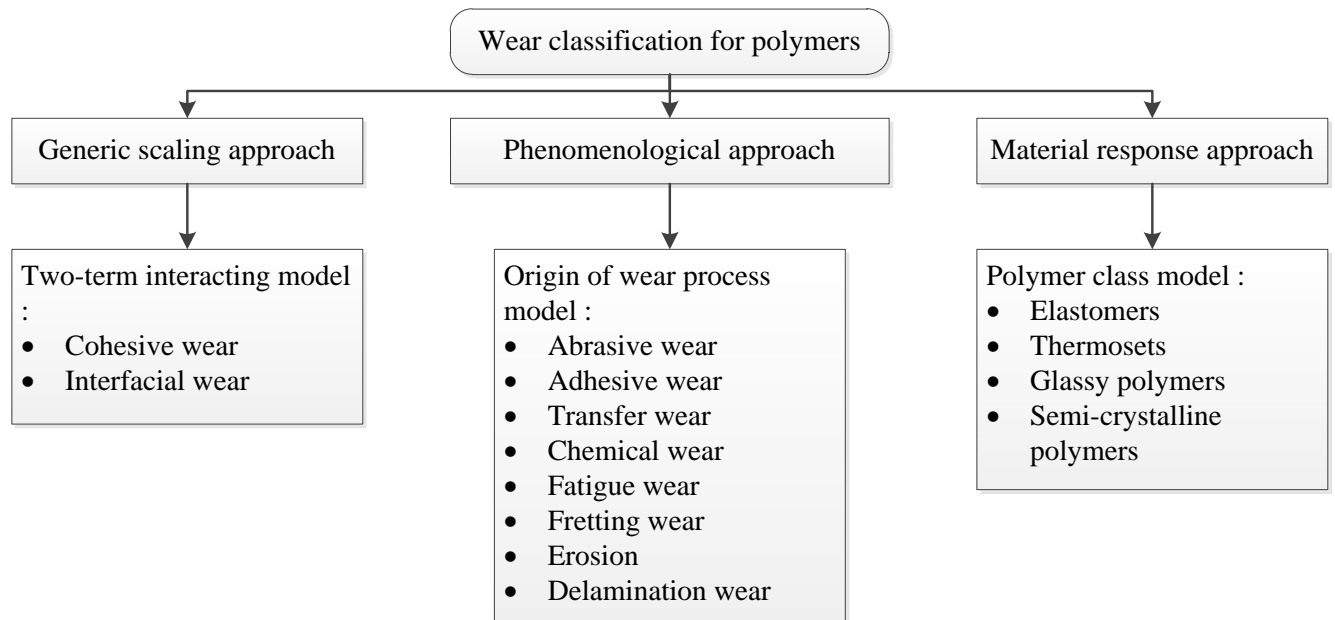 Wear classification for polymers
Generic scaling approach
Phenomenological approach
Material response approach
Two-term interacting model
:
• Cohesive wear
• Interfacial wear
Origin of wear process
model :
• Abrasive wear
• Adhesive wear
• Transfer wear
• Chemical wear
• Fatigue wear
• Fretting wear
• Erosion
• Delamination wear
Polymer class model :
• Elastomers
• Thermosets
• Glassy polymers
• Semi-crystalline
polymers